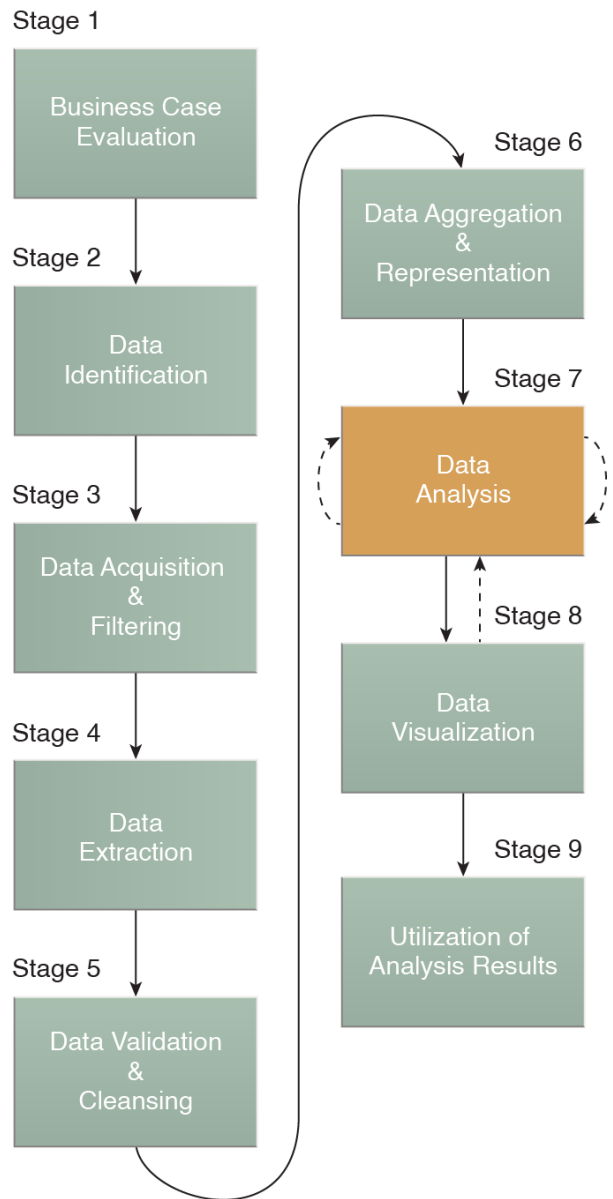 Stage 1
Business Case
Evaluation
Stage 2
Data
Identification
Stage 3
Data Acquisition
&
Filtering
Stage 4
Data
Extraction
Stage 5
Data Validation
&
Cleansing
Stage 6
Data Aggregation
&
Representation
Stage 7
Data
Analysis
Stage 8
Data
Visualization
Stage 9
Utilization of
Analysis Results